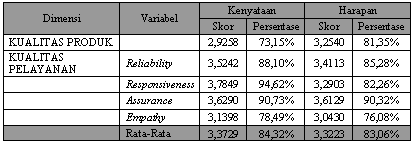 Dimensi Variabel Kenyataan Harapan
Skor Persentase Skor Persentase
KUALITAS PRODUK 2,9258 73,15% 3,2540 81,35%
KUALITAS PELAYANAN Reliability 3,5242 88,10% 3,4113 85,28%
Responsiveness 3,7849 94,62% 3,2903 82,26%
Assurance 3,6290 90,73% 3,6129 90,32%
Empathy 3,1398 78,49% 3,0430 76,08%
Rata-Rata 3,3729 84,32% 3,3223 83,06%